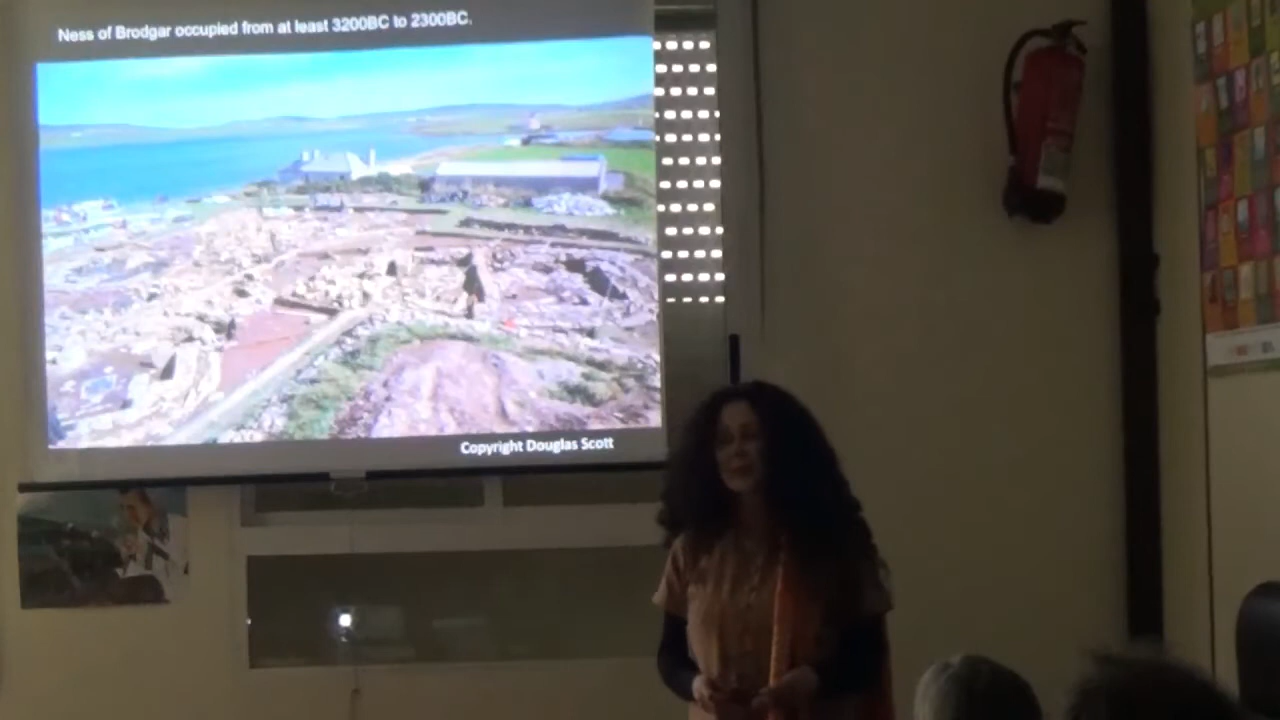 Ness of Brodgar occupied from at least 3200BC to 2300BC.
Copyright Douglas Scott